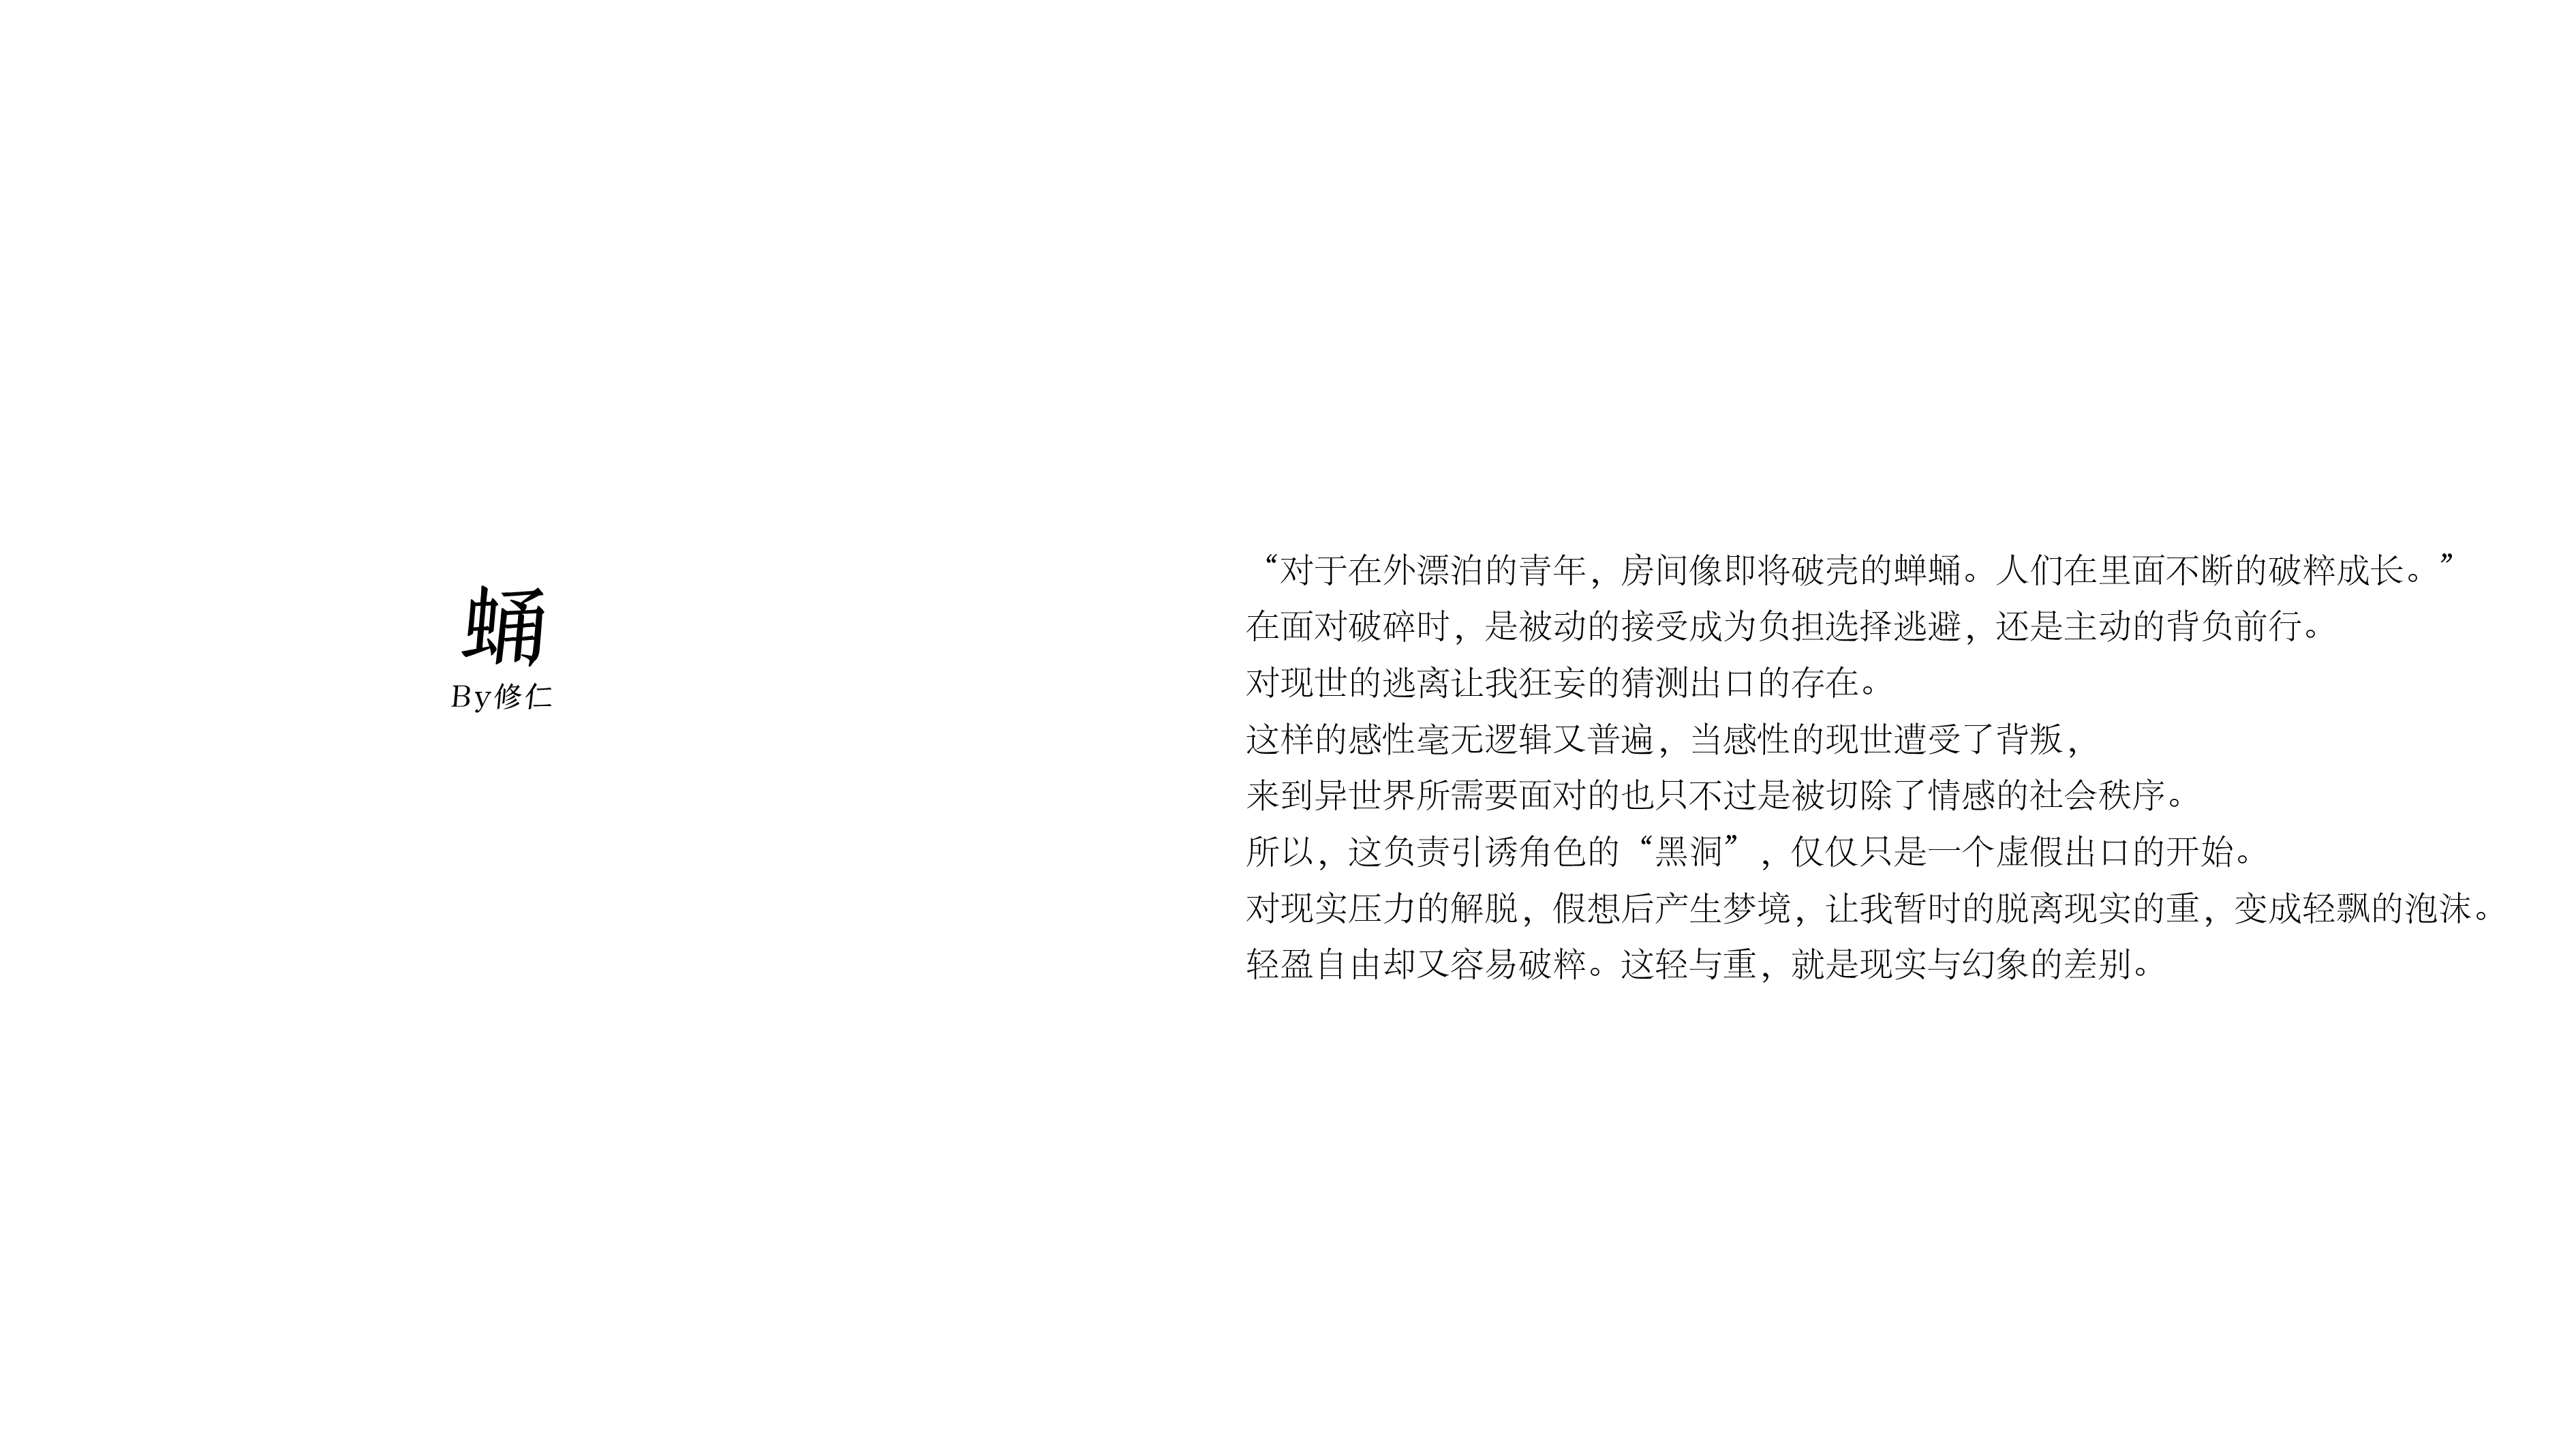 蛹
By修仁
“对于在外漂泊的青年，房间像即将破壳的蝉蛹。人们在里面不断的破粹成长。”
在面对破碎时，是被动的接受成为负担选择逃避，还是主动的背负前行。
对现世的逃离让我狂妄的猜测出口的存在。
这样的感性毫无逻辑又普遍，当感性的现世遭受了背叛，
来到异世界所需要面对的也只不过是被切除了情感的社会秩序。
所以，这负责引诱角色的“黑洞”，仅仅只是一个虚假出口的开始。
对现实压力的解脱，假想后产生梦境，让我暂时的脱离现实的重，变成轻飘的泡沫。
轻盈自由却又容易破粹。这轻与重，就是现实与幻象的差别。